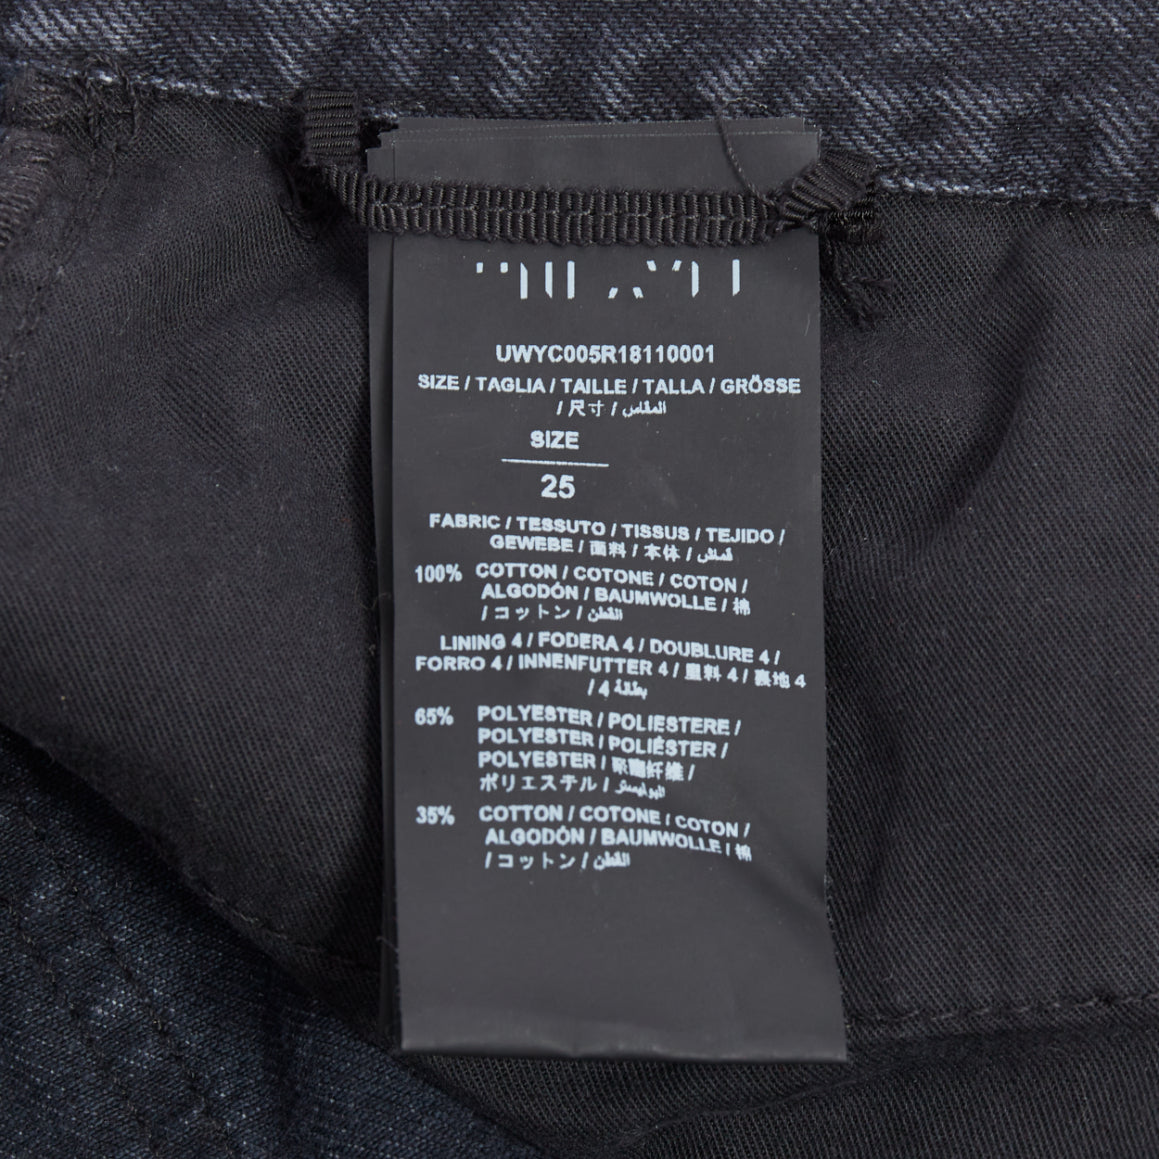 UWYC005R18110001
SIZE / TAGLIA / TAILLE / TALLA / GRÖSSE
/ 尺寸 / المقاس
SIZE
25
FABRIC / TESSUTO / TISSUS / TEJIDO /
GEWEBE / 面料 / 本体 / قماش
100% COTTON / COTONE / COTON /
ALGODÓN / BAUMWOLLE / 棉
/ コットン / القطن
LINING 4 / FODERA 4 / DOUBLURE 4 /
FORRO 4 / INNENFUTTER 4 / 里料 4 / 裏地 4
/ 4 بطانة
65% POLYESTER / POLIESTERE /
POLYESTER / POLIÉSTER /
POLYESTER / 聚酯纤维 /
ポリエステル / البوليستر
35% COTTON / COTONE / COTON /
ALGODÓN / BAUMWOLLE / 棉
/ コットン / القطن